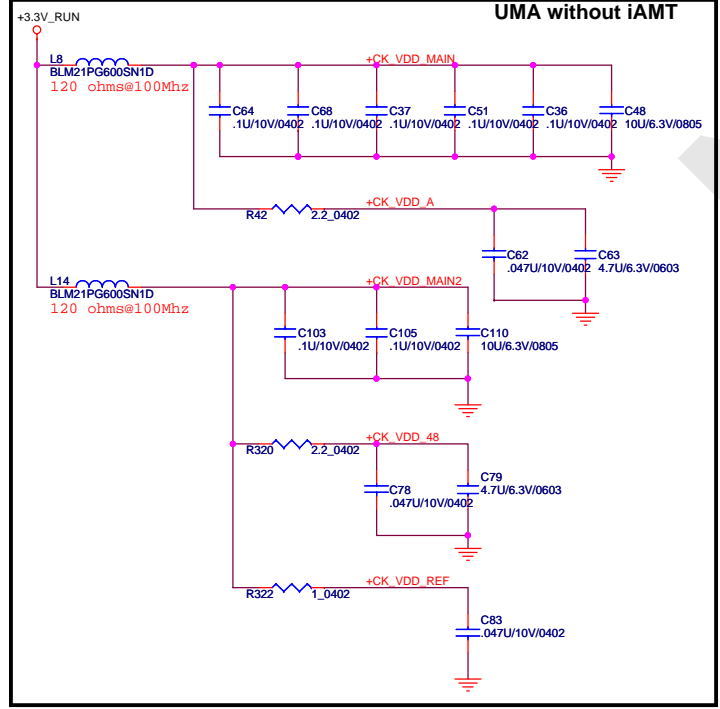 UMA without iAMT
+3.3V_RUN
L8
BLM21PG600SN1D
120 ohms@100Mhz
+CK_VDD_MAIN
C64
.1U/10V/0402
C68
.1U/10V/0402
C37
.1U/10V/0402
C51
.1U/10V/0402
C36
.1U/10V/0402
C48
10U/6.3V/0805
R42
2.2_0402
+CK_VDD_A
C62
.047U/10V/0402
C63
4.7U/6.3V/0603
L14
BLM21PG600SN1D
120 ohms@100Mhz
+CK_VDD_MAIN2
C103
.1U/10V/0402
C105
.1U/10V/0402
C110
10U/6.3V/0805
R320
2.2_0402
+CK_VDD_48
C78
.047U/10V/0402
C79
4.7U/6.3V/0603
R322
1_0402
+CK_VDD_REF
C83
.047U/10V/0402